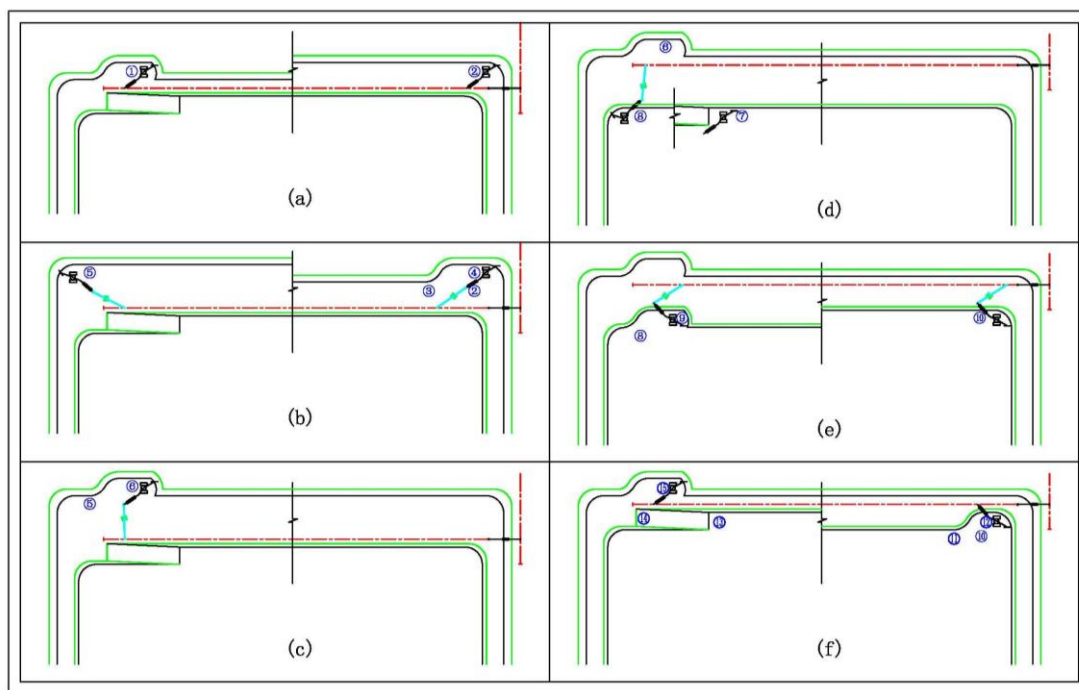 ① ②
(a)
⑥
⑧ ⑦
(d)
⑤ ④
③ ②
(b)
⑨ ⑩
⑧
(e)
⑥
⑤
(c)
⑮
⑭ ⑬ ⑫
⑪ ⑩
(f)